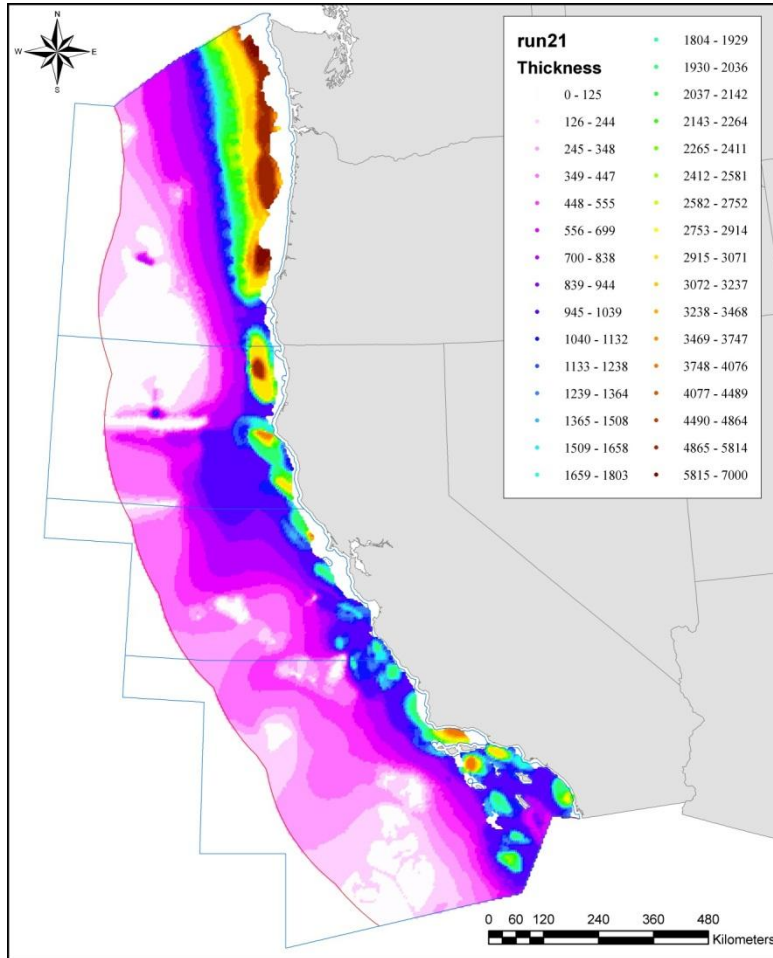 N
W
E
S
run21
Thickness
0 - 125
126 - 244
245 - 348
349 - 447
448 - 555
556 - 699
700 - 838
839 - 944
945 - 1039
1040 - 1132
1133 - 1238
1239 - 1364
1365 - 1508
1509 - 1658
1659 - 1803
1804 - 1929
1930 - 2036
2037 - 2142
2143 - 2264
2265 - 2411
2412 - 2581
2582 - 2752
2753 - 2914
2915 - 3071
3072 - 3237
3238 - 3468
3469 - 3747
3748 - 4076
4077 - 4489
4490 - 4864
4865 - 5814
5815 - 7000
0 60 120 240 360 480
Kilometers